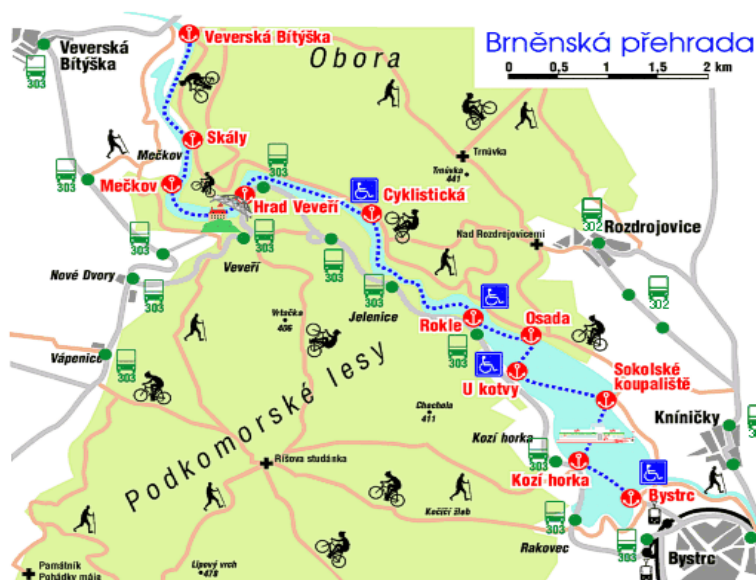 Brněnská přehrada
0 0,5 1 1,5 2 km
Veverská
Bítýška
303
Veverská Bítýška
Obora
Skály
Mečkov
303
Mečkov
303
Hrad Veveří
Cyklistická
Trnůvka
Trnůvka
441
302
Rozdrojovice
Nad Rozdrojovicemi
303
303
Veveří
303
Nové Dvory
303
303
Jelenice
302
Vrtačka
406
Rokle
303
Osada
Vápenice
303
U kotvy
Sokolské
koupaliště
Podkomorské lesy
Chochola
411
Kníničky
Kozí horka
303
Kozí horka
Říšova studánka
Bystrc
Kočičí žleb
303
Rakovec
303
Bystrc
Památník
Pohádky máje
Lipový vrch
478